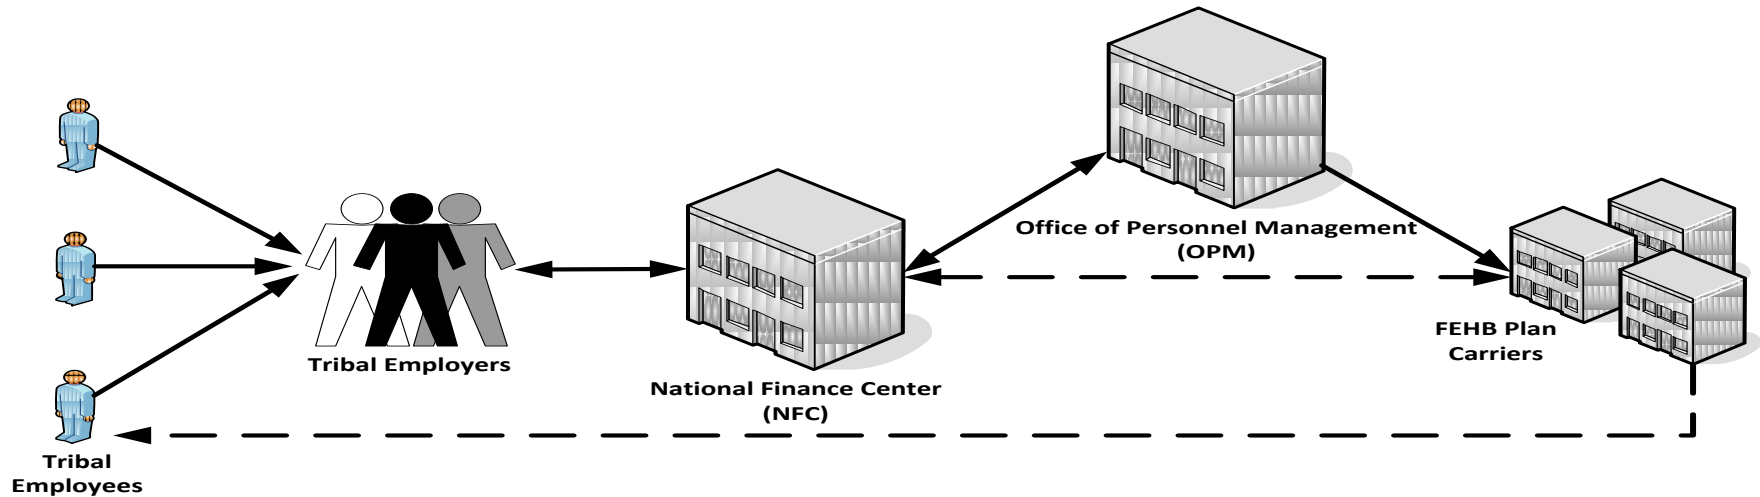 Tribal
Employees
Tribal Employers
National Finance Center
(NFC)
Office of Personnel Management
(OPM)
FEHB Plan
Carriers